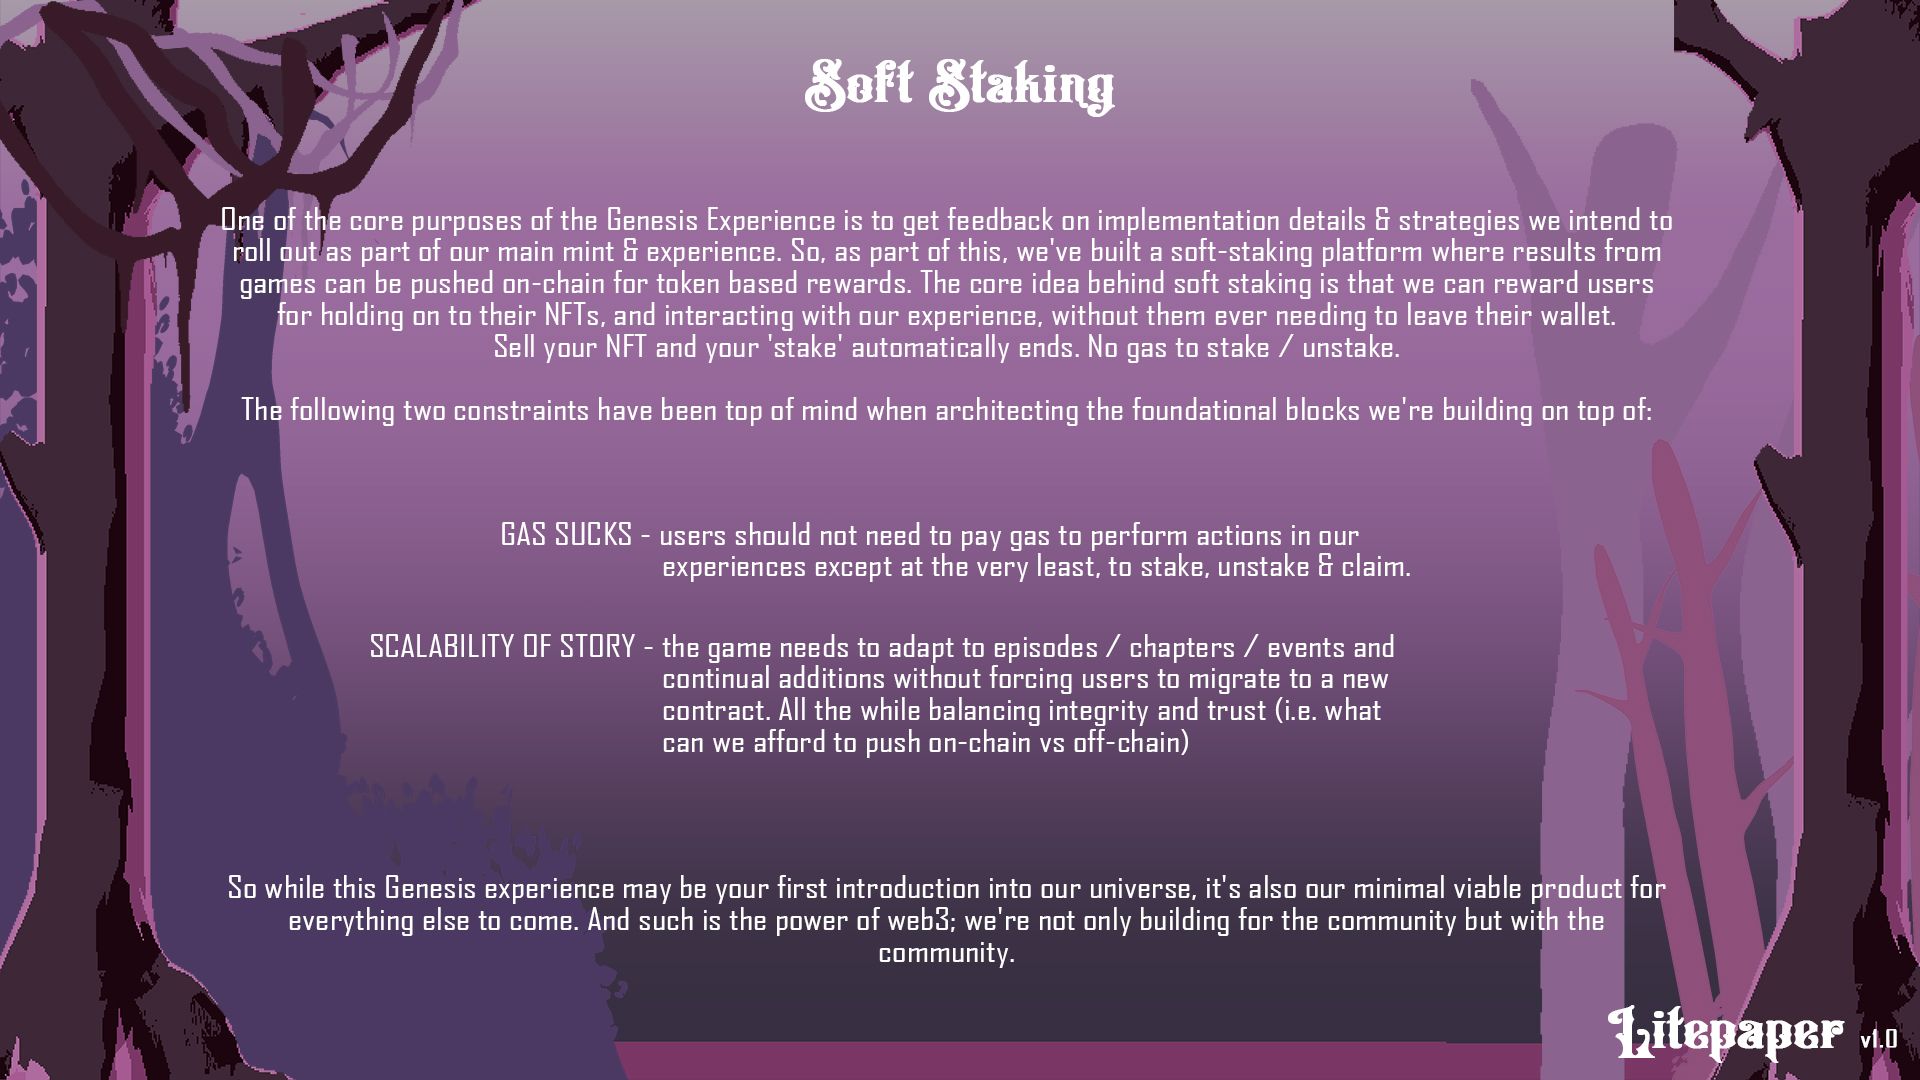 Soft Staking
One of the core purposes of the Genesis Experience is to get feedback on implementation details & strategies we intend to
roll out as part of our main mint & experience. So, as part of this, we've built a soft-staking platform where results from
games can be pushed on-chain for token based rewards. The core idea behind soft staking is that we can reward users
for holding on to their NFTs, and interacting with our experience, without them ever needing to leave their wallet.
Sell your NFT and your 'stake' automatically ends. No gas to stake / unstake.
The following two constraints have been top of mind when architecting the foundational blocks we're building on top of:
GAS SUCKS - users should not need to pay gas to perform actions in our
experiences except at the very least, to stake, unstake & claim.
SCALABILITY OF STORY - the game needs to adapt to episodes / chapters / events and
continual additions without forcing users to migrate to a new
contract. All the while balancing integrity and trust (i.e. what
can we afford to push on-chain vs off-chain)
So while this Genesis experience may be your first introduction into our universe, it's also our minimal viable product for
everything else to come. And such is the power of web3; we're not only building for the community but with the
community.
Litepaper v1.0